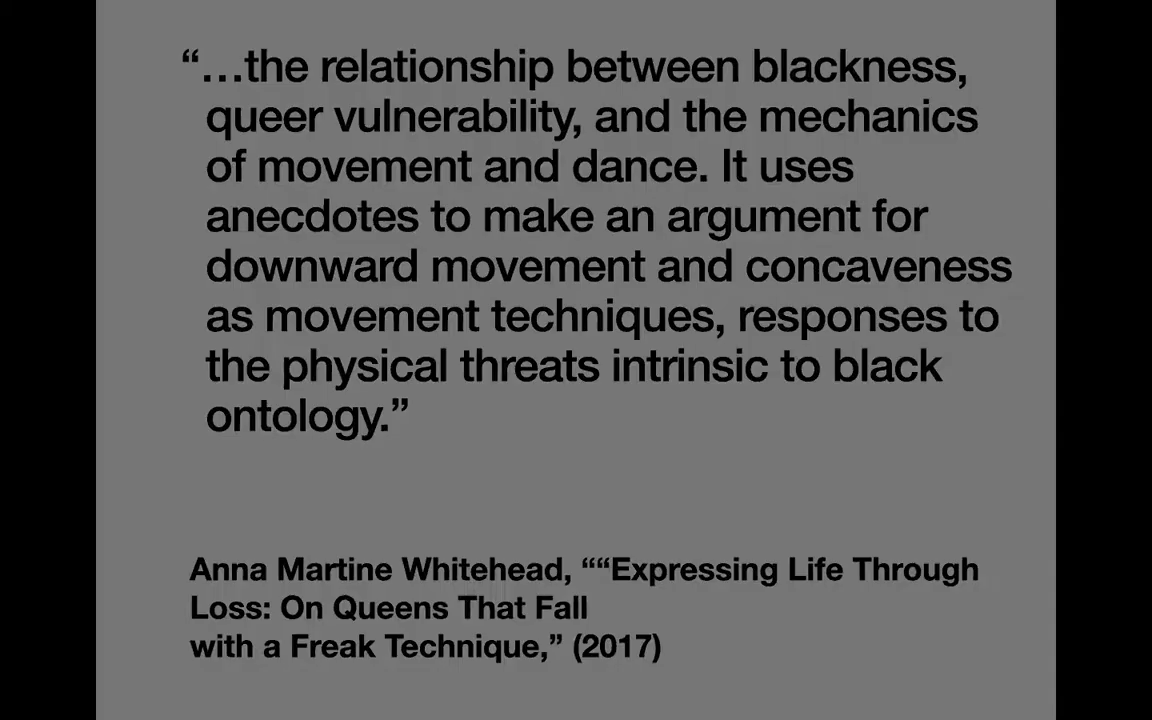 “…the relationship between blackness,
queer vulnerability, and the mechanics
of movement and dance. It uses
anecdotes to make an argument for
downward movement and concaveness
as movement techniques, responses to
the physical threats intrinsic to black
ontology.”
Anna Martine Whitehead, ““Expressing Life Through
Loss: On Queens That Fall
with a Freak Technique,” (2017)